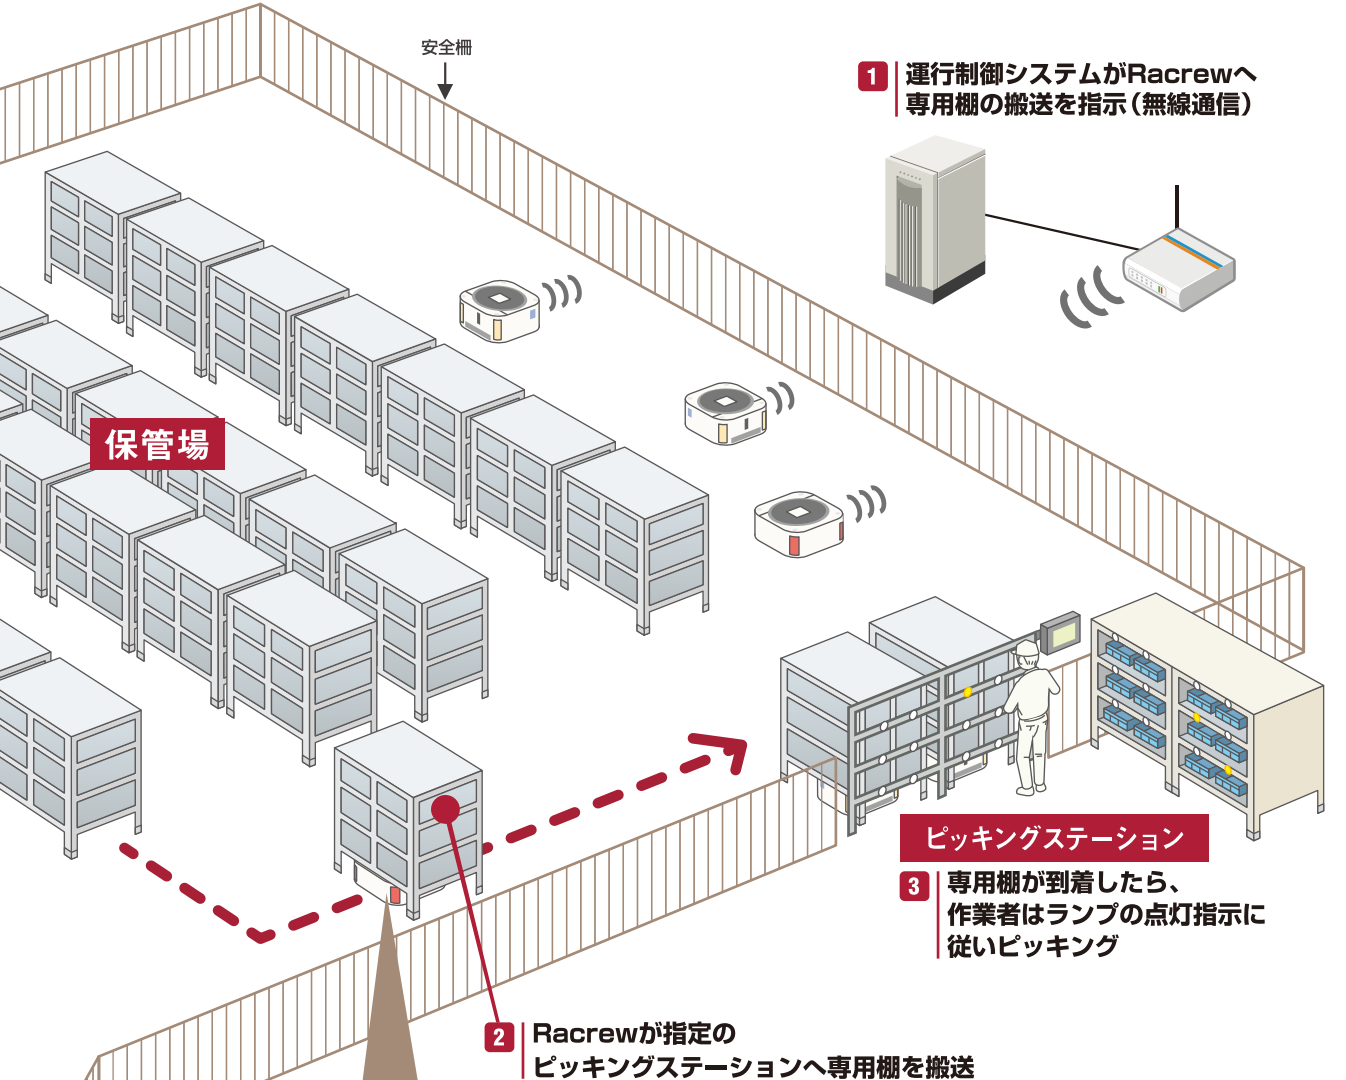 安全柵
1
運行制御システムがRacrewへ
専用棚の搬送を指示(無線通信)
保管場
ピッキングステーション
3
専用棚が到着したら、
作業者はランプの点灯指示に
従いピッキング
2
Racrewが指定の
ピッキングステーションへ専用棚を搬送